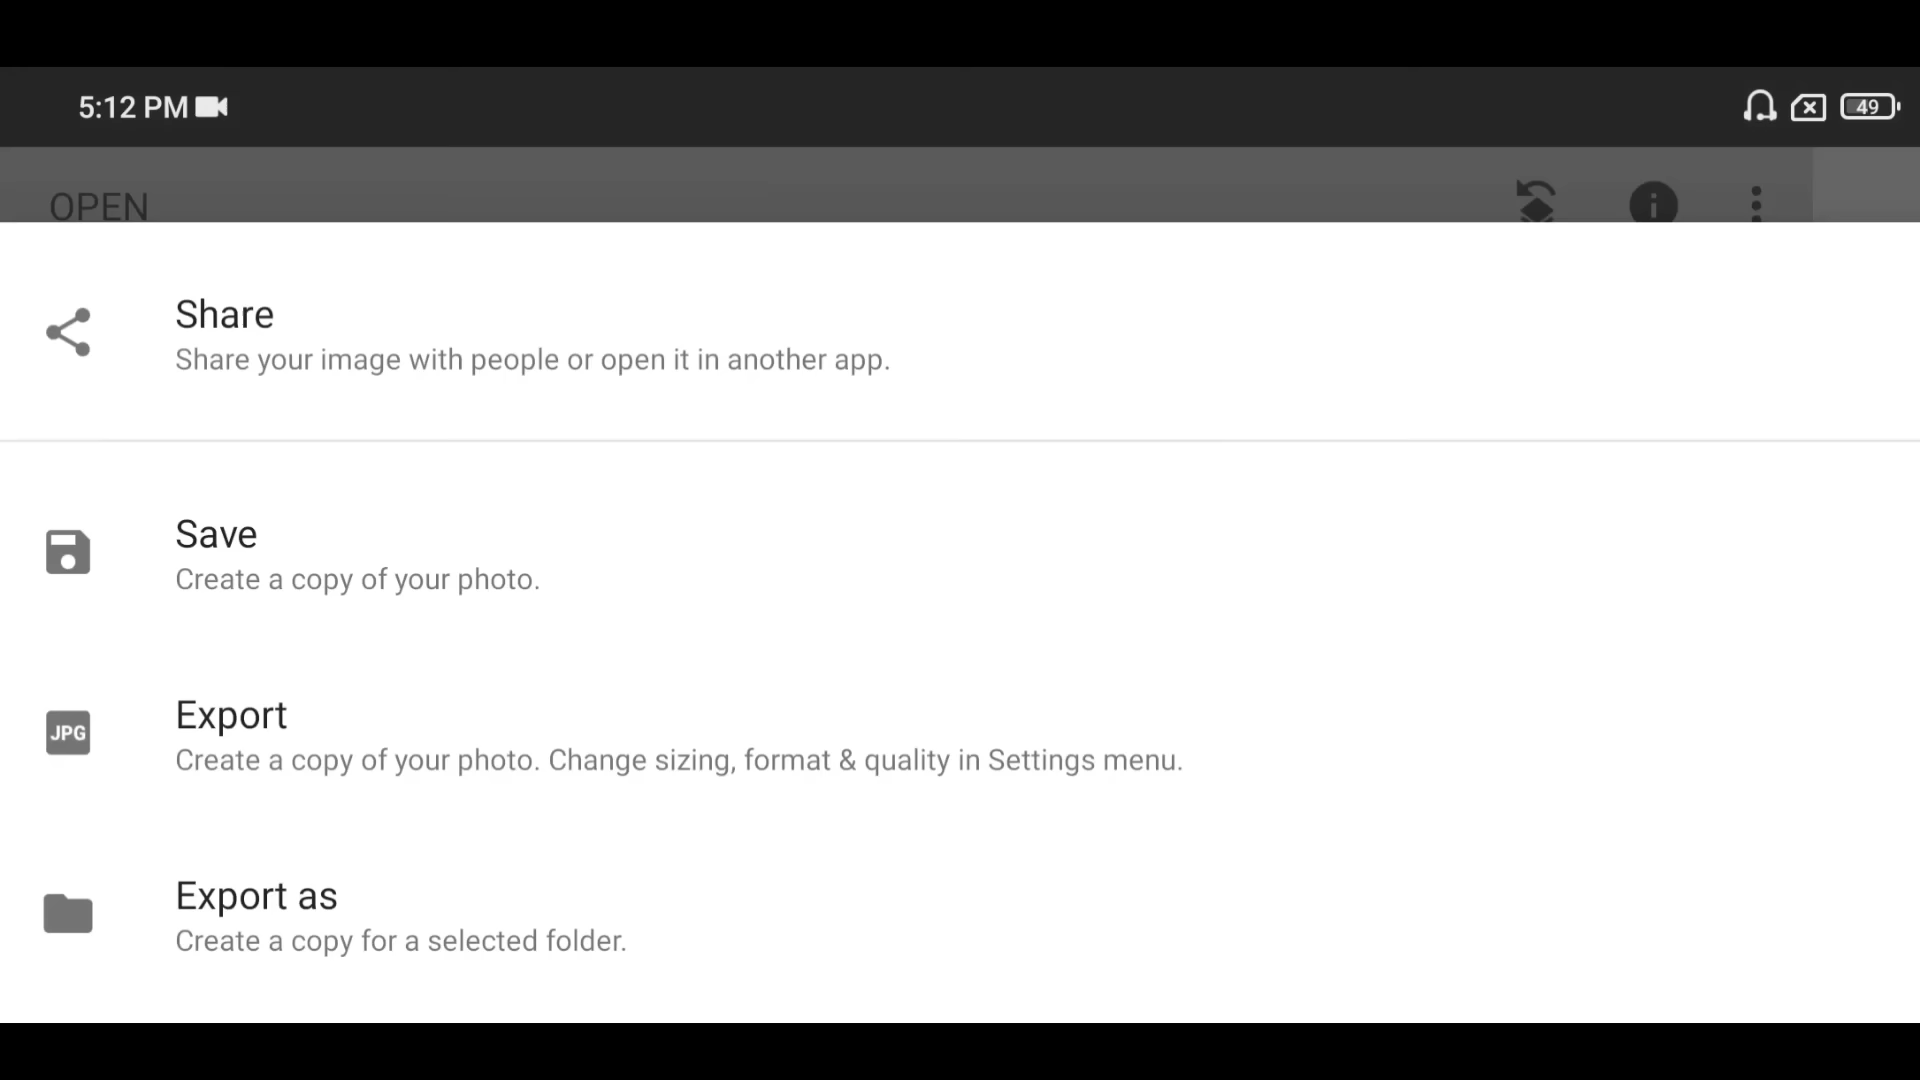 5:12 PM
49
OPEN
Share
Share your image with people or open it in another app.
Save
Create a copy of your photo.
JPG
Export
Create a copy of your photo. Change sizing, format & quality in Settings menu.
Export as
Create a copy for a selected folder.